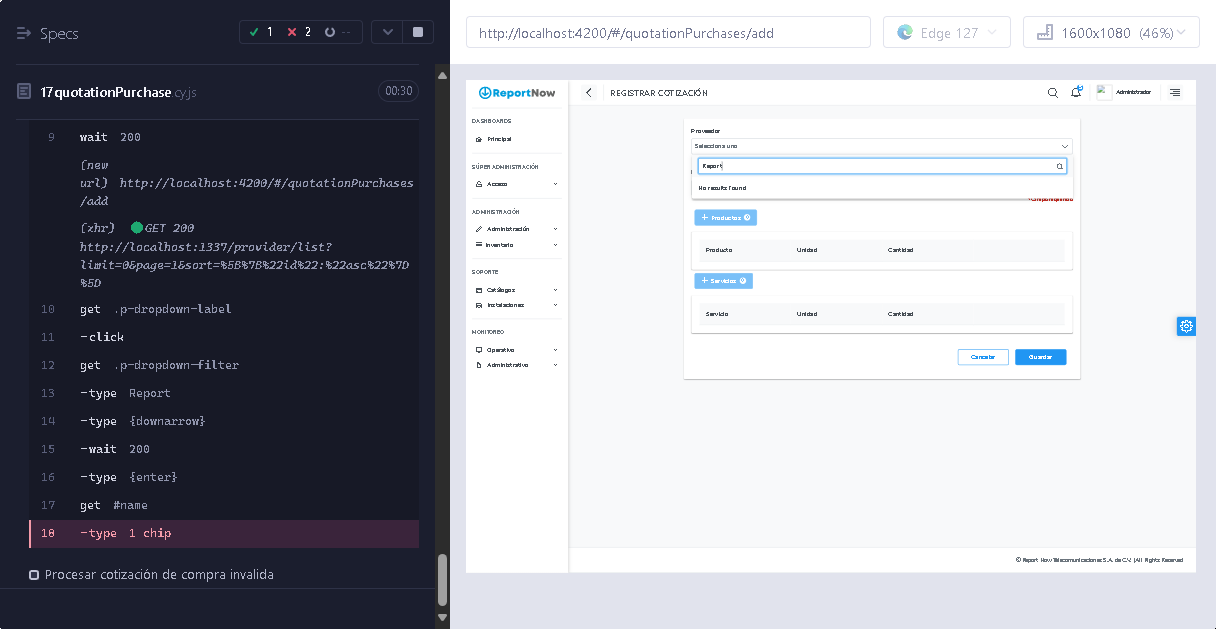 Specs
1
2
--
17quotationPurchase.cy.js
00:30
9 wait 200
(new
url) http://localhost:4200/#/quotationPurchases
/add
(xhr) GET 200
http://localhost:1337/provider/list?
limit=0&page=1&sort=%5B%7B%22id%22:%22asc%22%7D
%5D
10 get .p-dropdown-label
11 -click
12 get .p-dropdown-filter
13 -type Report
14 -type {downarrow}
15 -wait 200
16 -type {enter}
17 get #name
18 -type 1 chip
Procesar cotización de compra invalida
http://localhost:4200/#/quotationPurchases/add
Edge 127
1600x1080 (46%)
ReportNow
DASHBOARDS
Principal
SÚPER ADMINISTRACIÓN
Acceso
ADMINISTRACIÓN
Administración
Inventario
SOPORTE
Catálogos
Instalaciones
MONITOREO
Operativo
Administrativo
REGISTRAR COTIZACIÓN
Administrador
Proveedor
Selecciona uno
Report
No results found
+ Productos
Producto Unidad Cantidad
+ Servicios
Servicio Unidad Cantidad
Cancelar
Guardar
© Report Now Telecomunicaciones S.A. de C.V. | All Rights Reserved